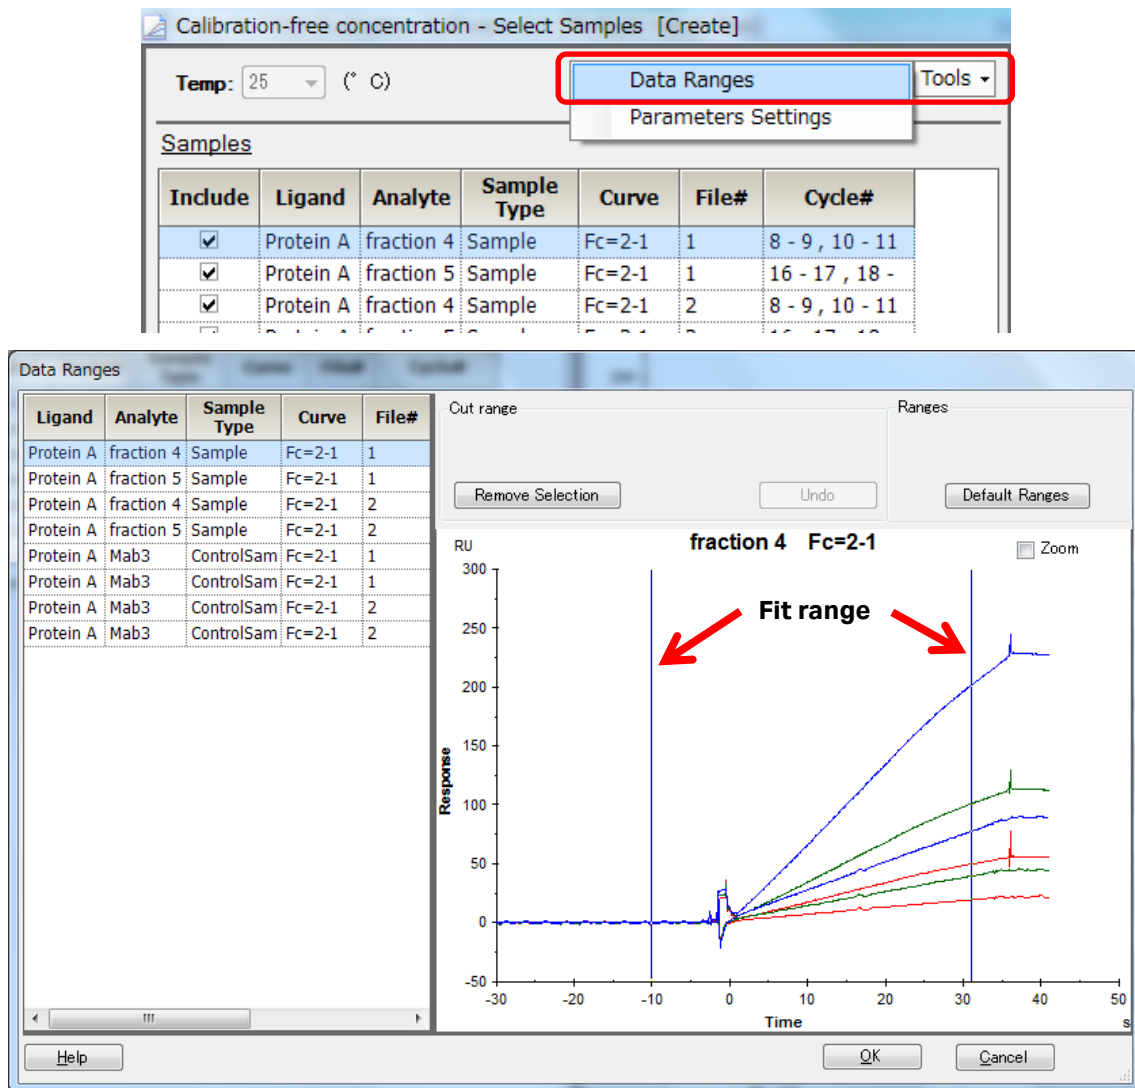 Calibration-free concentration - Select Samples [Create]
Temp: 25 (° C)
Data Ranges
Tools
Parameters Settings
Samples
Include Ligand Analyte Sample Type Curve File# Cycle#
Protein A fraction 4 Sample Fc=2-1 1 8 - 9 , 10 - 11
Protein A fraction 5 Sample Fc=2-1 1 16 - 17 , 18 -
Protein A fraction 4 Sample Fc=2-1 2 8 - 9 , 10 - 11
Data Ranges
Ligand Analyte Sample Type Curve File#
Protein A fraction 4 Sample Fc=2-1 1
Protein A fraction 5 Sample Fc=2-1 1
Protein A fraction 4 Sample Fc=2-1 2
Protein A fraction 5 Sample Fc=2-1 2
Protein A Mab3 ControlSam Fc=2-1 1
Protein A Mab3 ControlSam Fc=2-1 1
Protein A Mab3 ControlSam Fc=2-1 2
Protein A Mab3 ControlSam Fc=2-1 2
Cut range
Ranges
Remove Selection
Undo
Default Ranges
RU
fraction 4 Fc=2-1
Zoom
Fit range
300
250
200
150
100
50
0
-50
Response
-30 -20 -10 0 10 20 30 40 50
Time
s
Help
OK
Cancel